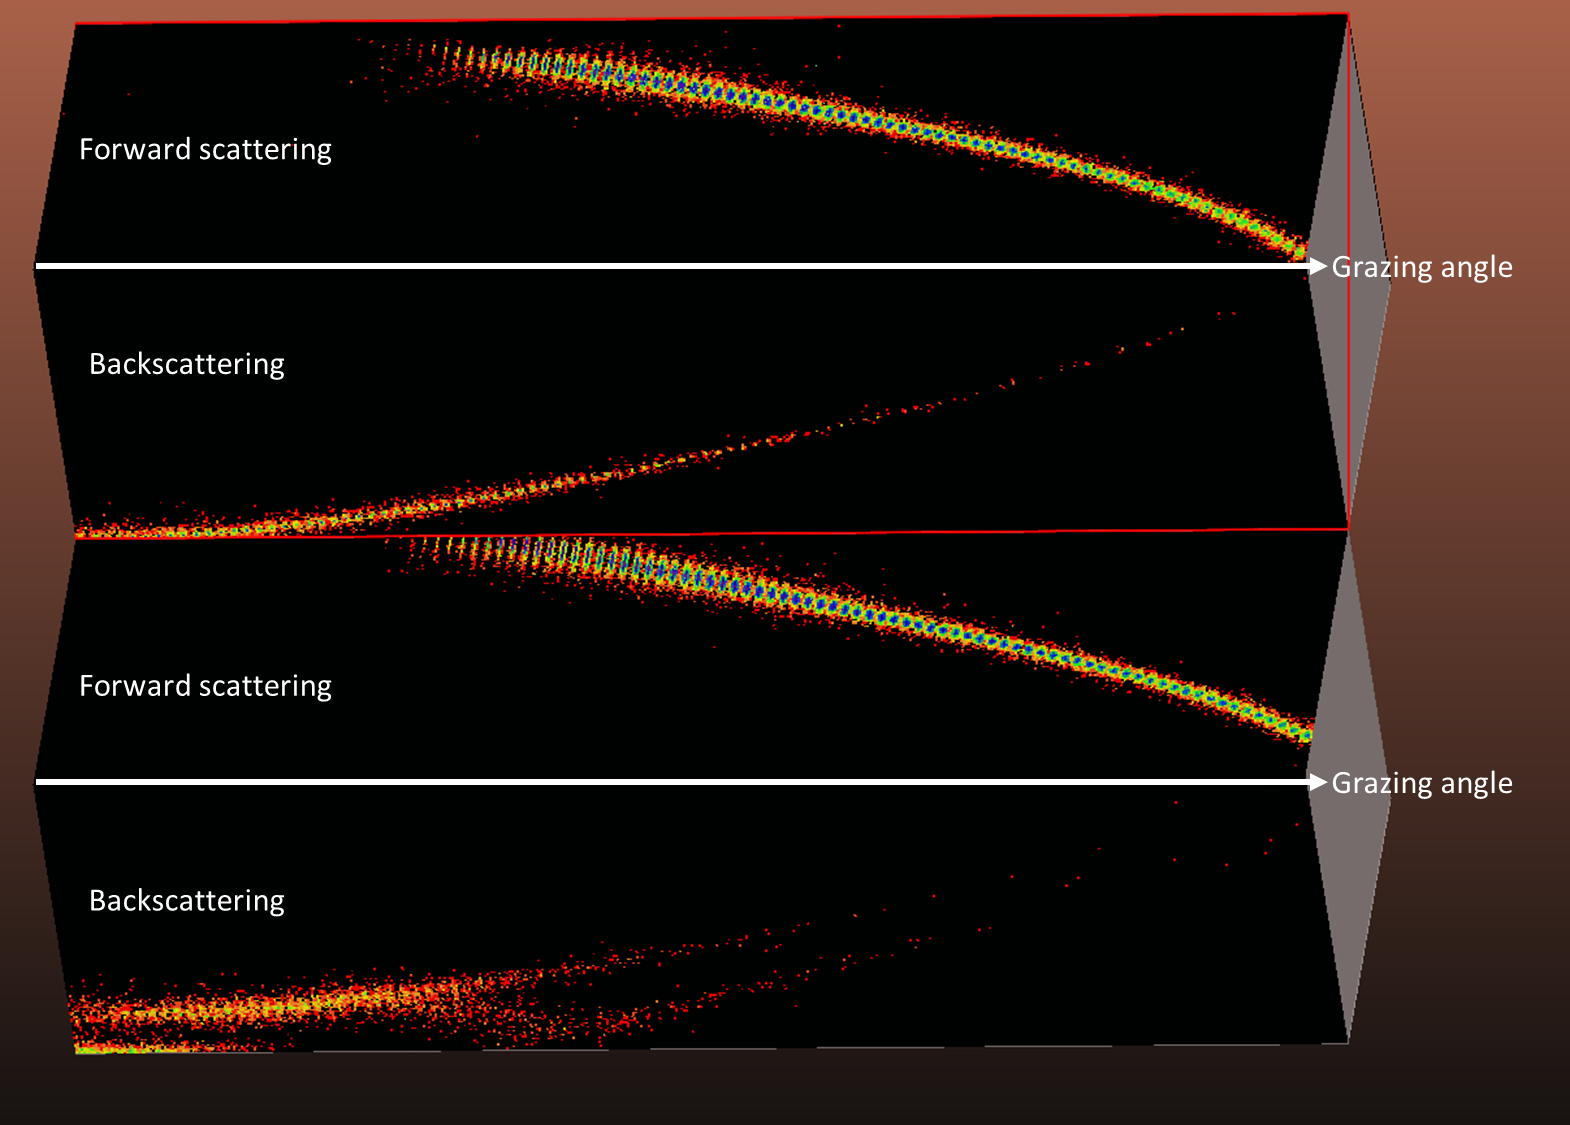 Forward scattering
Grazing angle
Backscattering
Forward scattering
Grazing angle
Backscattering